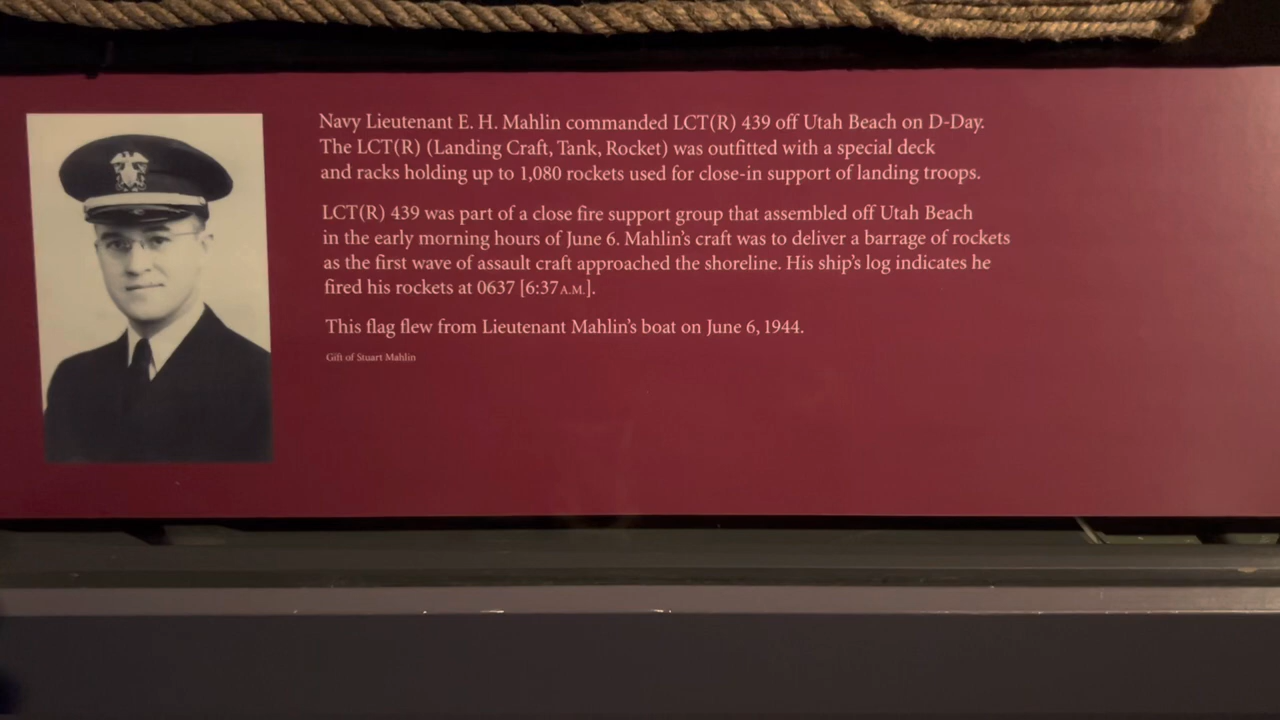 Navy Lieutenant E. H. Mahlin commanded LCT(R) 439 off Utah Beach on D-Day.
The LCT(R) (Landing Craft, Tank, Rocket) was outfitted with a special deck
and racks holding up to 1,080 rockets used for close-in support of landing troops.
LCT(R) 439 was part of a close fire support group that assembled off Utah Beach
in the early morning hours of June 6. Mahlin’s craft was to deliver a barrage of rockets
as the first wave of assault craft approached the shoreline. His ship’s log indicates he
fired his rockets at 0637 [6:37 A.M.].
This flag flew from Lieutenant Mahlin’s boat on June 6, 1944.
Gift of Stuart Mahlin